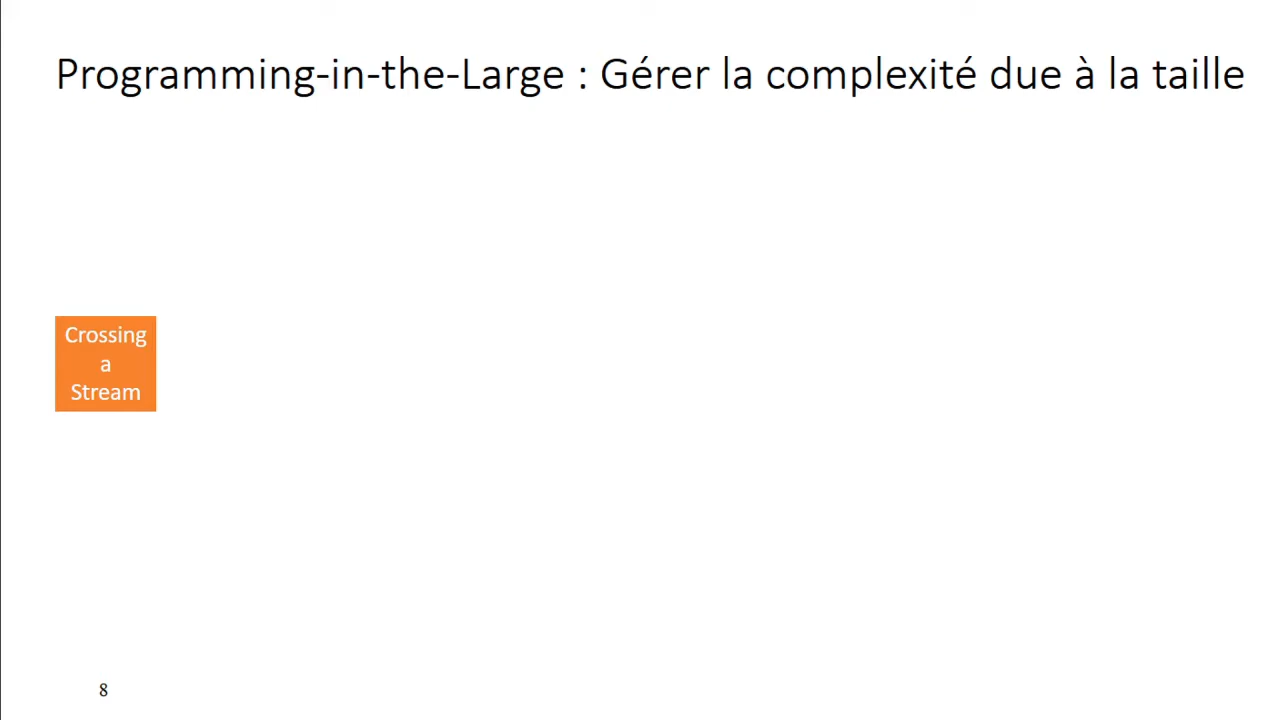 Programming-in-the-Large : Gérer la complexité due à la taille
Crossing
a
Stream
8